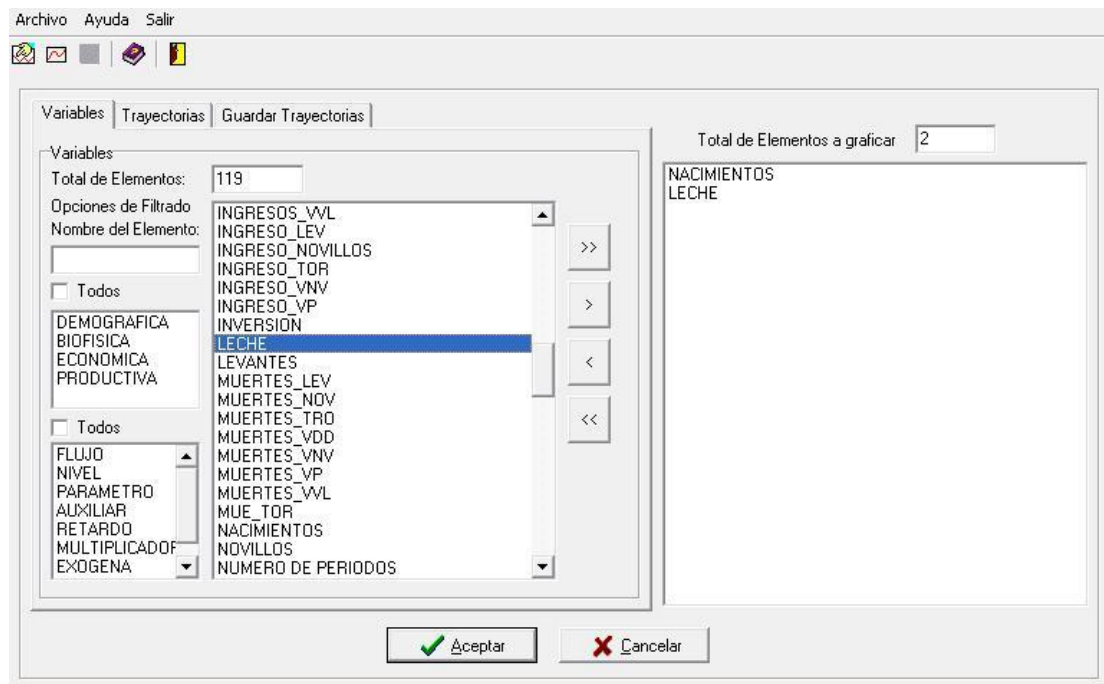 Archivo Ayuda Salir
Variables Trayectorias Guardar Trayectorias
Variables
Total de Elementos: 119
Opciones de Filtrado
Nombre del Elemento:
Todos
DEMOGRAFICA
BIOFISICA
ECONOMICA
PRODUCTIVA
Todos
FLUJO
NIVEL
PARAMETRO
AUXILIAR
RETARDO
MULTIPLICADOR
EXOGENA
INGRESOS_VVL
INGRESO_LEV
INGRESO_NOVILLOS
INGRESO_TOR
INGRESO_VNV
INGRESO_VP
INVERSION
LECHE
LEVANTES
MUERTES_LEV
MUERTES_NOV
MUERTES_TRO
MUERTES_VDD
MUERTES_VNV
MUERTES_VP
MUERTES_VVL
MUE_TOR
NACIMIENTOS
NOVILLOS
NUMERO DE PERIODOS
>>
>
<
<<
Total de Elementos a graficar 2
NACIMIENTOS
LECHE
Aceptar Cancelar